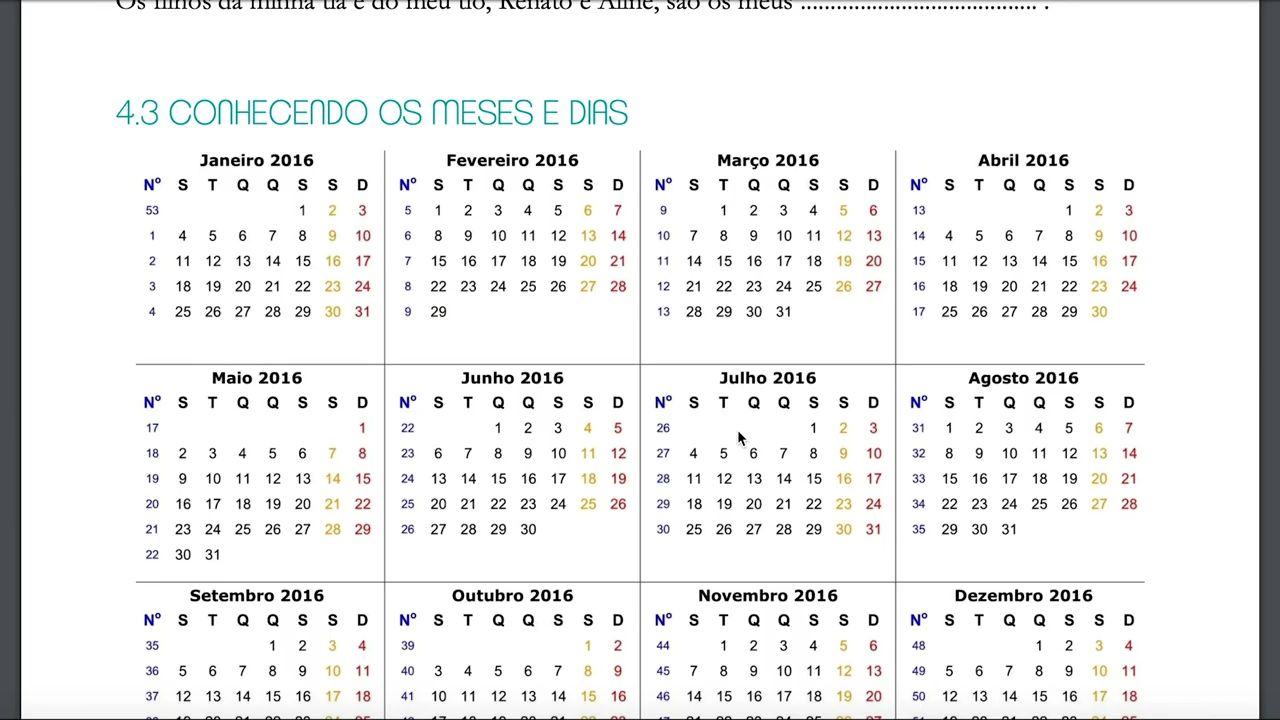 Os filhos da minha tia e do meu tio, Renato e Aline, são os meus ....................................... .
4.3 CONHECENDO OS MESES E DIAS
Janeiro 2016
Nº S T Q Q S S D
53 1 2 3
1 4 5 6 7 8 9 10
2 11 12 13 14 15 16 17
3 18 19 20 21 22 23 24
4 25 26 27 28 29 30 31
Fevereiro 2016
Nº S T Q Q S S D
5 1 2 3 4 5 6 7
6 8 9 10 11 12 13 14
7 15 16 17 18 19 20 21
8 22 23 24 25 26 27 28
9 29
Março 2016
Nº S T Q Q S S D
9 1 2 3 4 5 6
10 7 8 9 10 11 12 13
11 14 15 16 17 18 19 20
12 21 22 23 24 25 26 27
13 28 29 30 31
Abril 2016
Nº S T Q Q S S D
13 1 2 3
14 4 5 6 7 8 9 10
15 11 12 13 14 15 16 17
16 18 19 20 21 22 23 24
17 25 26 27 28 29 30
Maio 2016
Nº S T Q Q S S D
17 1
18 2 3 4 5 6 7 8
19 9 10 11 12 13 14 15
20 16 17 18 19 20 21 22
21 23 24 25 26 27 28 29
22 30 31
Junho 2016
Nº S T Q Q S S D
22 1 2 3 4 5
23 6 7 8 9 10 11 12
24 13 14 15 16 17 18 19
25 20 21 22 23 24 25 26
26 27 28 29 30
Julho 2016
Nº S T Q Q S S D
26 1 2 3
27 4 5 6 7 8 9 10
28 11 12 13 14 15 16 17
29 18 19 20 21 22 23 24
30 25 26 27 28 29 30 31
Agosto 2016
Nº S T Q Q S S D
31 1 2 3 4 5 6 7
32 8 9 10 11 12 13 14
33 15 16 17 18 19 20 21
34 22 23 24 25 26 27 28
35 29 30 31
Setembro 2016
Nº S T Q Q S S D
35 1 2 3 4
36 5 6 7 8 9 10 11
37 12 13 14 15 16 17 18
Outubro 2016
Nº S T Q Q S S D
39 1 2
40 3 4 5 6 7 8 9
41 10 11 12 13 14 15 16
Novembro 2016
Nº S T Q Q S S D
44 1 2 3 4 5 6
45 7 8 9 10 11 12 13
46 14 15 16 17 18 19 20
Dezembro 2016
Nº S T Q Q S S D
48 1 2 3 4
49 5 6 7 8 9 10 11
50 12 13 14 15 16 17 18